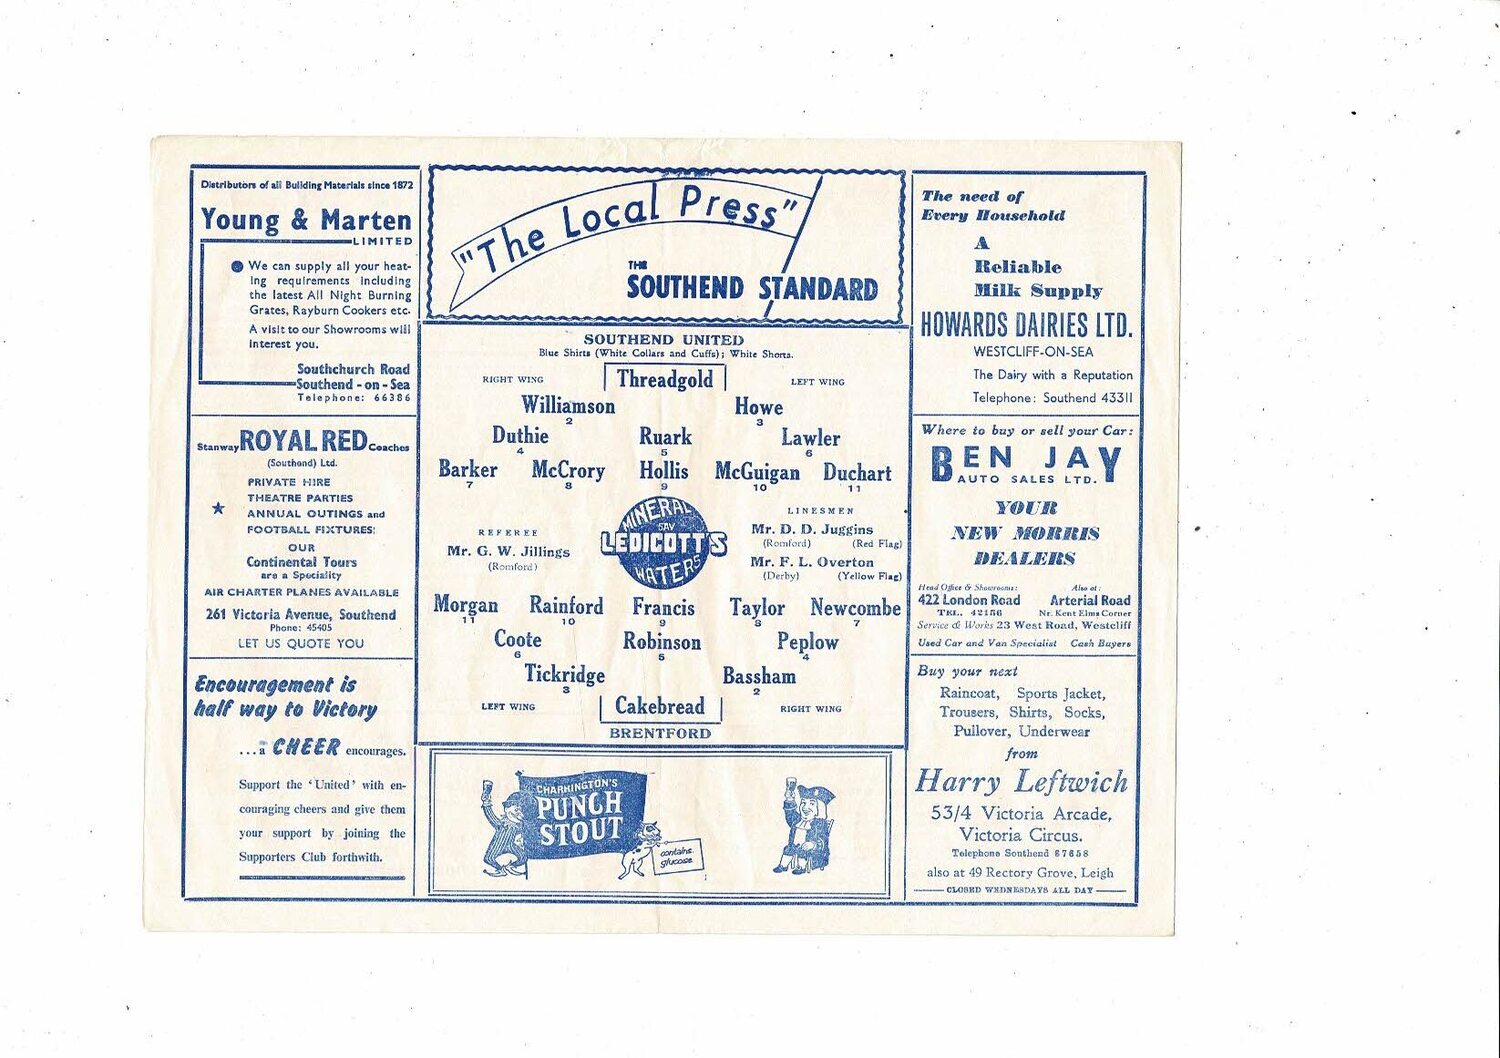 Distributors of all Building Materials since 1872
Young & Marten
LIMITED
We can supply all your heat-
ing requirements including
the latest All Night Burning
Grates, Rayburn Cookers etc.
A visit to our Showrooms will
interest you.
Southchurch Road
Southend - on - Sea
Telephone: 66386
Stanway ROYAL RED Coaches
(Southend) Ltd.
PRIVATE HIRE
THEATRE PARTIES
ANNUAL OUTINGS and
FOOTBALL FIXTURES!
OUR
Continental Tours
are a Speciality
AIR CHARTER PLANES AVAILABLE
261 Victoria Avenue, Southend
Phone: 45405
LET US QUOTE YOU
Encouragement is
half way to Victory
...a CHEER encourages.
Support the 'United' with en-
couraging cheers and give them
your support by joining the
Supporters Club forthwith.
"The Local Press"
THE
SOUTHEND STANDARD
SOUTHEND UNITED
Blue Shirts (White Collars and Cuffs); White Shorts.
RIGHT WING Threadgold LEFT WING
Williamson Howe
2 3
Duthie Ruark Lawler
4 5 6
Barker McCrory Hollis McGuigan Duchart
7 8 9 10 11
REFEREE
Mr. G. W. Jillings
(Romford)
MINERAL
SAY
LEDICOTT'S
WATERS
LINESMEN
Mr. D. D. Juggins
(Romford) (Red Flag)
Mr. F. L. Overton
(Derby) (Yellow Flag)
Morgan Rainford Francis Taylor Newcombe
11 10 9 8 7
Coote Robinson Peplow
6 5 4
Tickridge Bassham
3 2
LEFT WING Cakebread RIGHT WING
BRENTFORD
CHARRINGTON'S
PUNCH
STOUT
contains
glucose
The need of
Every Household
A
Reliable
Milk Supply
HOWARDS DAIRIES LTD.
WESTCLIFF-ON-SEA
The Dairy with a Reputation
Telephone: Southend 43311
Where to buy or sell your Car:
BEN JAY
AUTO SALES LTD.
YOUR
NEW MORRIS
DEALERS
Head Office & Showrooms: Also at:
422 London Road Arterial Road
TEL. 42156 Nr. Kent Elms Corner
Service & Works 23 West Road, Westcliff
Used Car and Van Specialist Cash Buyers
Buy your next
Raincoat, Sports Jacket,
Trousers, Shirts, Socks,
Pullover, Underwear
from
Harry Leftwich
53/4 Victoria Arcade,
Victoria Circus.
Telephone Southend 67658
also at 49 Rectory Grove, Leigh
CLOSED WEDNESDAYS ALL DAY